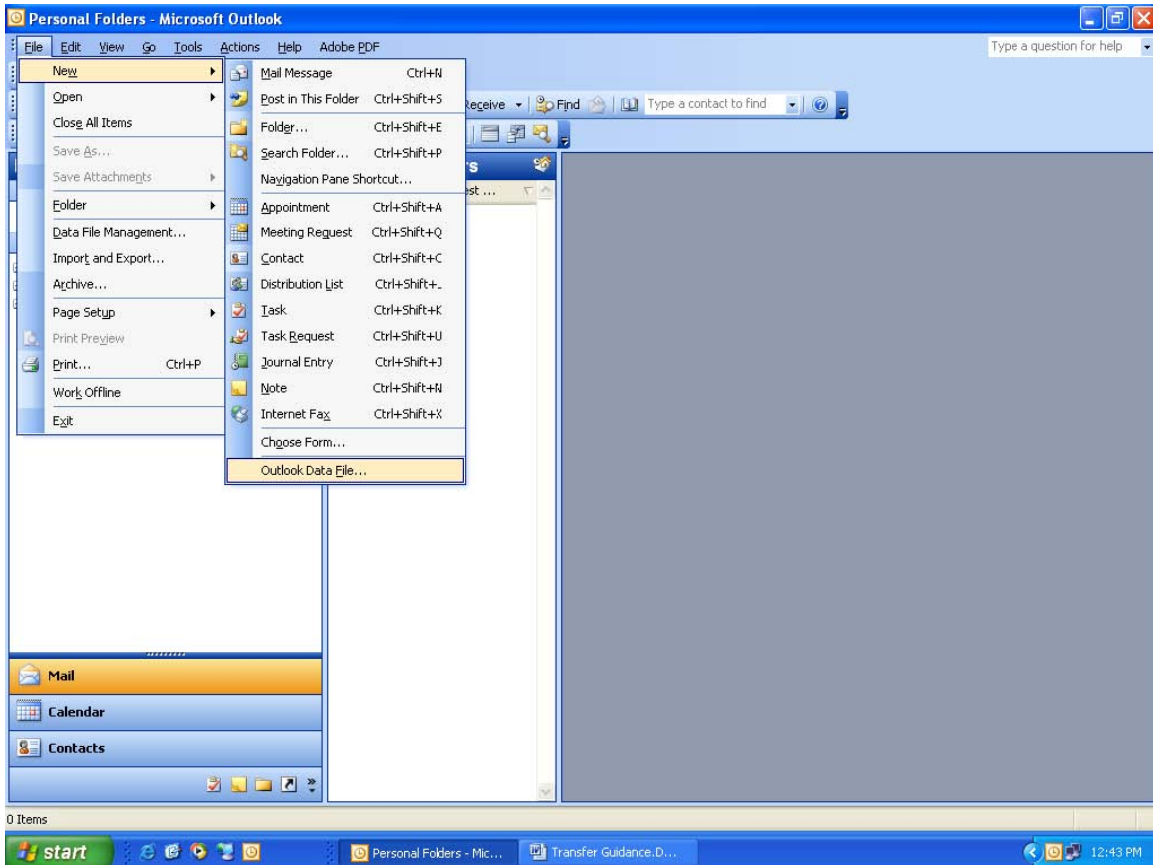 Personal Folders - Microsoft Outlook
File Edit View Go Tools Actions Help Adobe PDF Type a question for help
New
Open
Close All Items
Save As...
Save Attachments
Folder
Data File Management...
Import and Export...
Archive...
Page Setup
Print Preview
Print... Ctrl+P
Work Offline
Exit
Mail Message Ctrl+N
Post in This Folder Ctrl+Shift+S
Folder... Ctrl+Shift+E
Search Folder... Ctrl+Shift+P
Navigation Pane Shortcut...
Appointment Ctrl+Shift+A
Meeting Request Ctrl+Shift+Q
Contact Ctrl+Shift+C
Distribution List Ctrl+Shift+_
Task Ctrl+Shift+K
Task Request Ctrl+Shift+U
Journal Entry Ctrl+Shift+J
Note Ctrl+Shift+N
Internet Fax Ctrl+Shift+X
Choose Form...
Outlook Data File...
Receive Find Type a contact to find
s
est ...
Mail
Calendar
Contacts
0 Items
start Personal Folders - Mic... Transfer Guidance.D... 12:43 PM